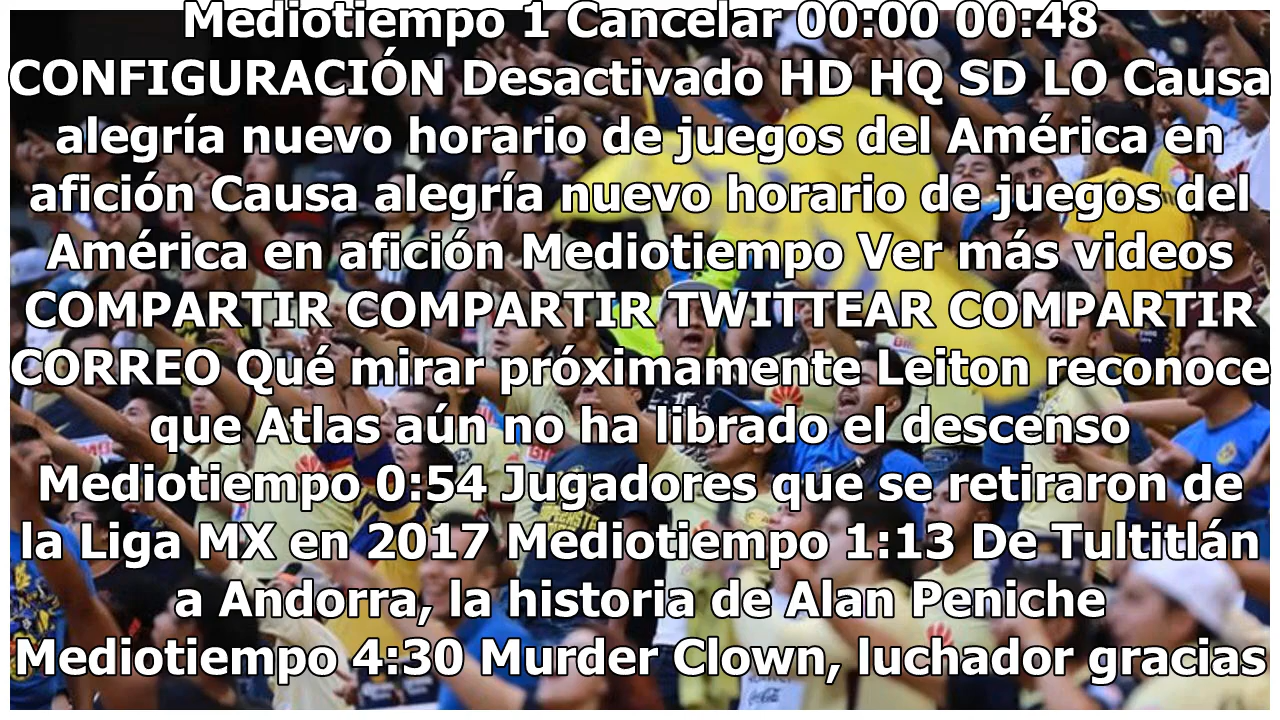 Mediotiempo 1 Cancelar 00:00 00:48
CONFIGURACIÓN Desactivado HD HQ SD LO Causa
alegría nuevo horario de juegos del América en
afición Causa alegría nuevo horario de juegos del
América en afición Mediotiempo Ver más videos
COMPARTIR COMPARTIR TWITTEAR COMPARTIR
CORREO Qué mirar próximamente Leiton reconoce
que Atlas aún no ha librado el descenso
Mediotiempo 0:54 Jugadores que se retiraron de
la Liga MX en 2017 Mediotiempo 1:13 De Tultitlán
a Andorra, la historia de Alan Peniche
Mediotiempo 4:30 Murder Clown, luchador gracias